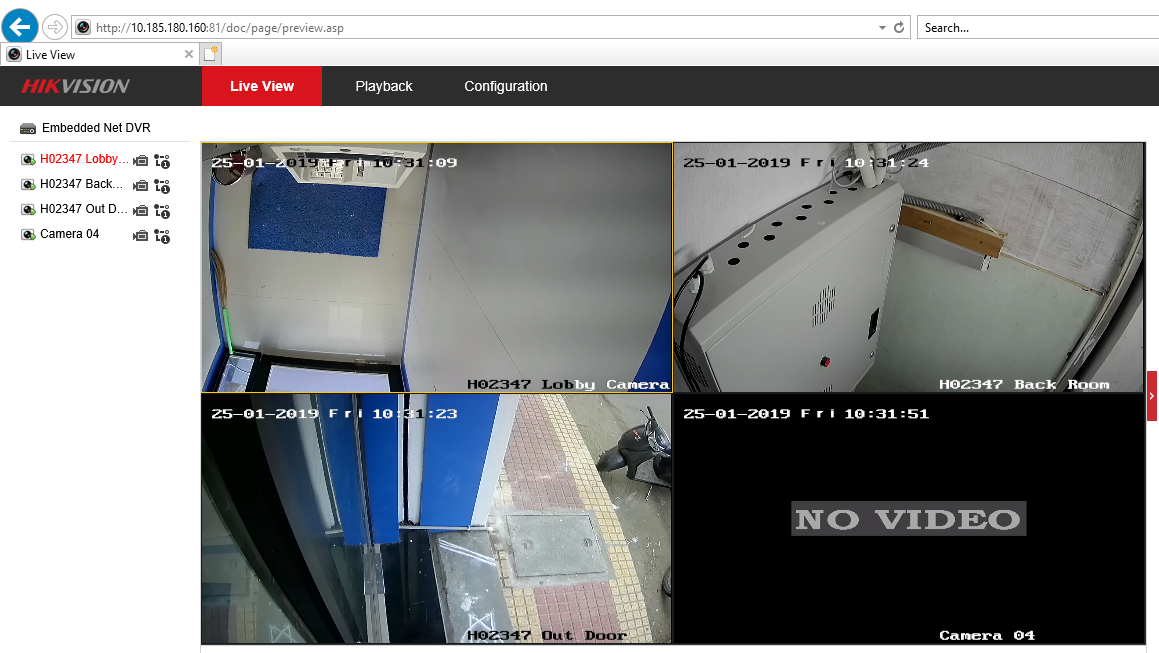 http://10.185.180.160:81/doc/page/preview.asp
Search...
Live View
HIKVISION
Live View
Playback
Configuration
Embedded Net DVR
H02347 Lobby...
H02347 Back...
H02347 Out D...
Camera 04
25-01-2019 Fri 10:31:09
H02347 Lobby Camera
25-01-2019 Fri 10:31:24
H02347 Back Room
25-01-2019 Fri 10:31:23
H02347 Out Door
25-01-2019 Fri 10:31:51
NO VIDEO
Camera 04